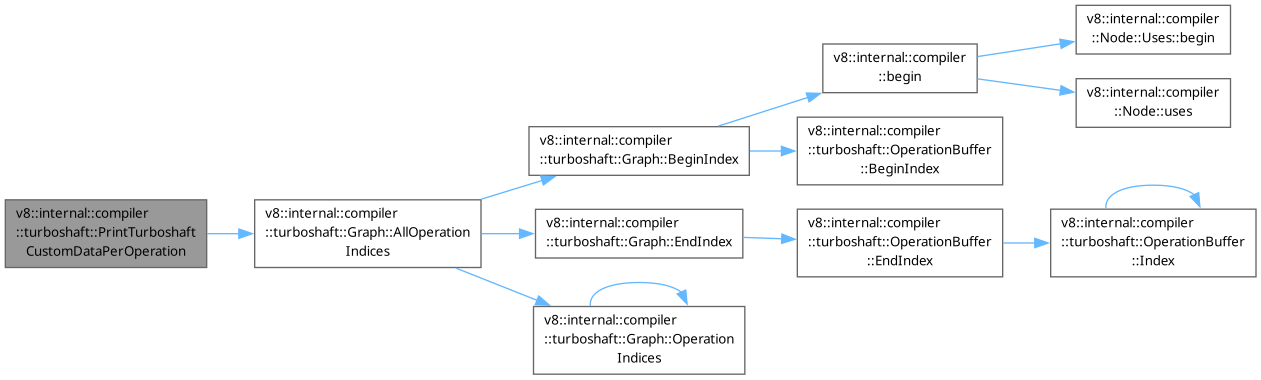 v8::internal::compiler
::turboshaft::PrintTurboshaft
CustomDataPerOperation
v8::internal::compiler
::turboshaft::Graph::AllOperation
Indices
v8::internal::compiler
::turboshaft::Graph::BeginIndex
v8::internal::compiler
::begin
v8::internal::compiler
::Node::Uses::begin
v8::internal::compiler
::Node::uses
v8::internal::compiler
::turboshaft::OperationBuffer
::BeginIndex
v8::internal::compiler
::turboshaft::Graph::EndIndex
v8::internal::compiler
::turboshaft::OperationBuffer
::EndIndex
v8::internal::compiler
::turboshaft::OperationBuffer
::Index
v8::internal::compiler
::turboshaft::Graph::Operation
Indices